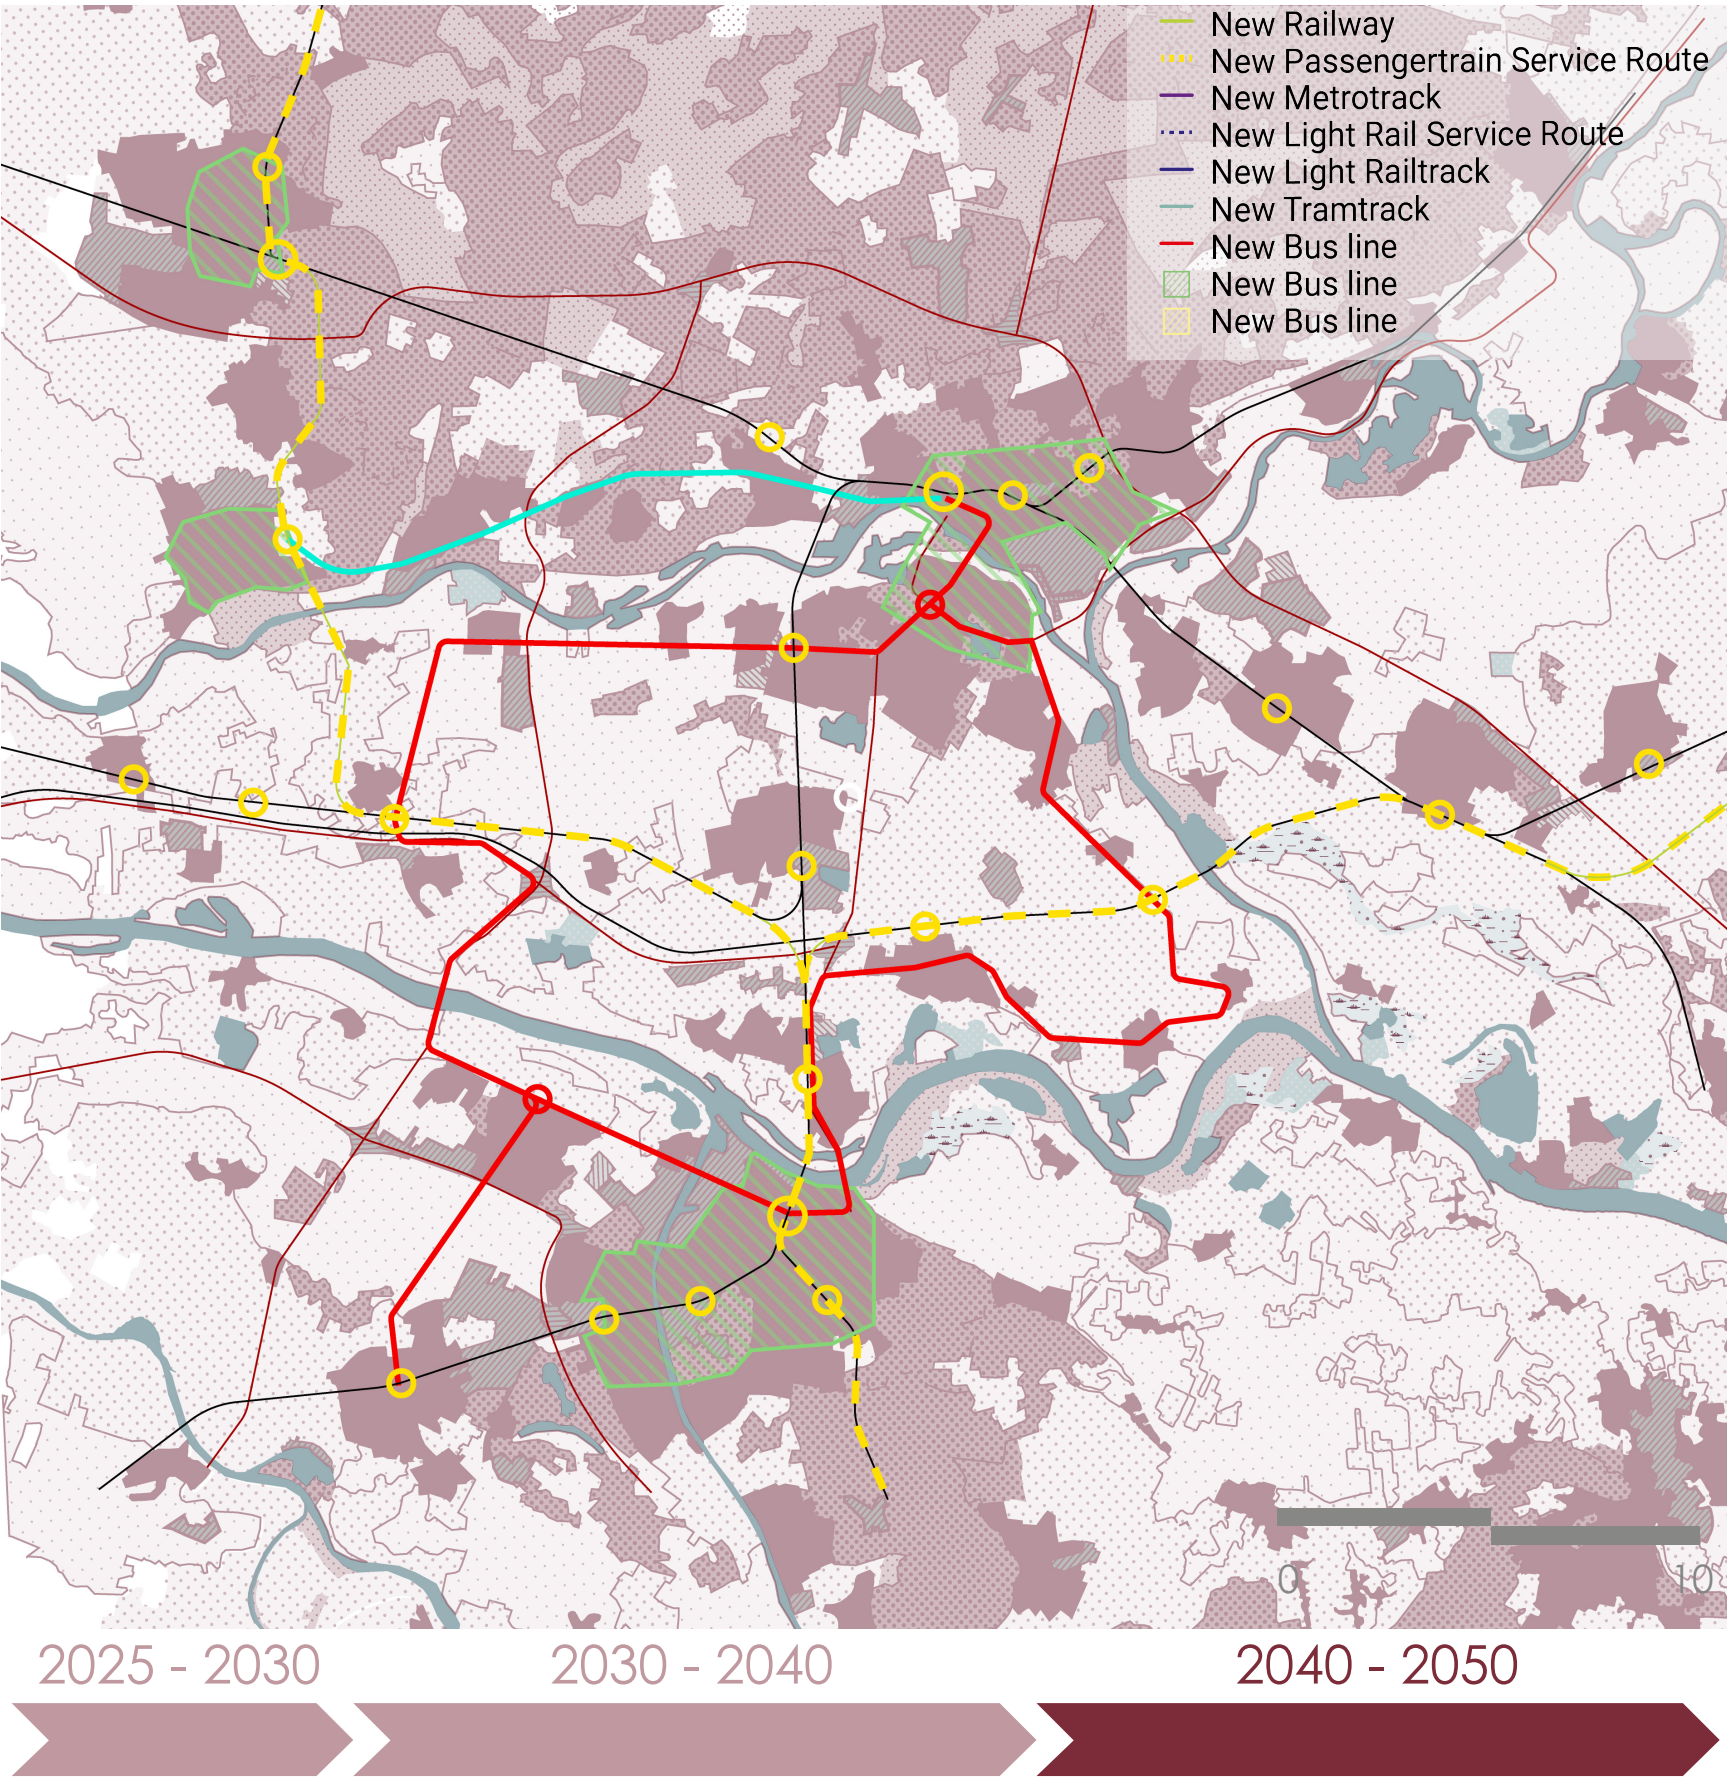 New Railway
New Passengertrain Service Route
New Metrotrack
New Light Rail Service Route
New Light Railtrack
New Tramtrack
New Bus line
New Bus line
New Bus line
0 10
2025 - 2030 2030 - 2040 2040 - 2050